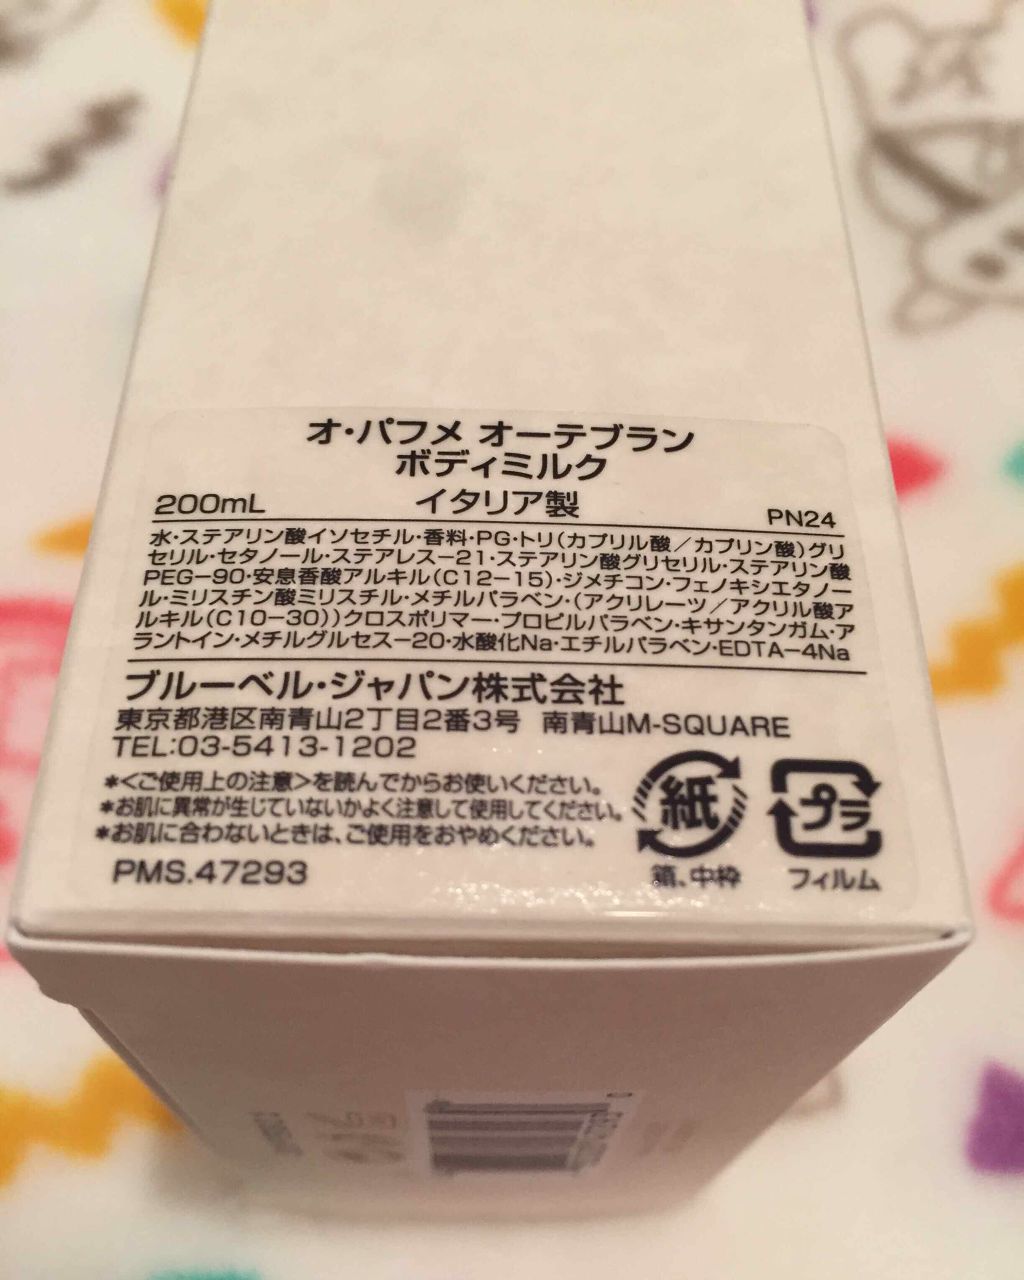 オ・パフメ オーテブラン
ボディミルク
200mL イタリア製 PN24
水・ステアリン酸イソセチル・香料・PG・トリ(カプリル酸/カプリン酸)グリ
セリル・セタノール・ステアレス−21・ステアリン酸グリセリル・ステアリン酸
PEG−90・安息香酸アルキル(C12−15)・ジメチコン・フェノキシエタノー
ル・ミリスチン酸ミリスチル・メチルパラベン・(アクリレーツ/アクリル酸ア
ルキル(C10−30))クロスポリマー・プロピルパラベン・キサンタンガム・ア
ラントイン・メチルグルセス−20・水酸化Na・エチルパラベン・EDTA−4Na
ブルーベル・ジャパン株式会社
東京都港区南青山2丁目2番3号 南青山M-SQUARE
TEL:03-5413-1202
*<ご使用上の注意>を読んでからお使いください。
*お肌に異常が生じていないかよく注意して使用してください。
*お肌に合わないときは、ご使用をおやめください。
紙 プラ
箱、中枠 フィルム
PMS.47293